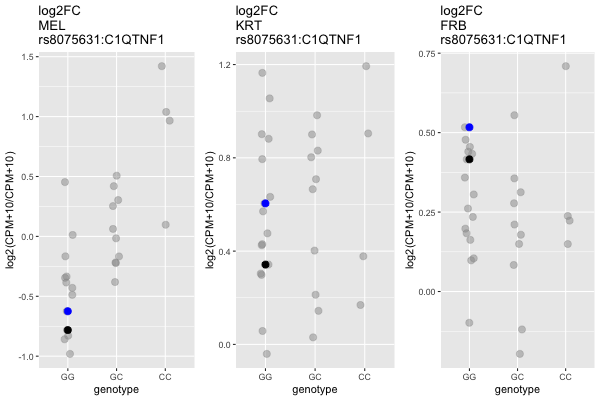 log2FC
MEL
rs8075631:C1QTNF1
log2(CPM+10/CPM+10)
1.5
1.0
0.5
0.0
-0.5
-1.0
GG GC CC
genotype
log2FC
KRT
rs8075631:C1QTNF1
log2(CPM+10/CPM+10)
1.2
0.8
0.4
0.0
GG GC CC
genotype
log2FC
FRB
rs8075631:C1QTNF1
log2(CPM+10/CPM+10)
0.75
0.50
0.25
0.00
GG GC CC
genotype